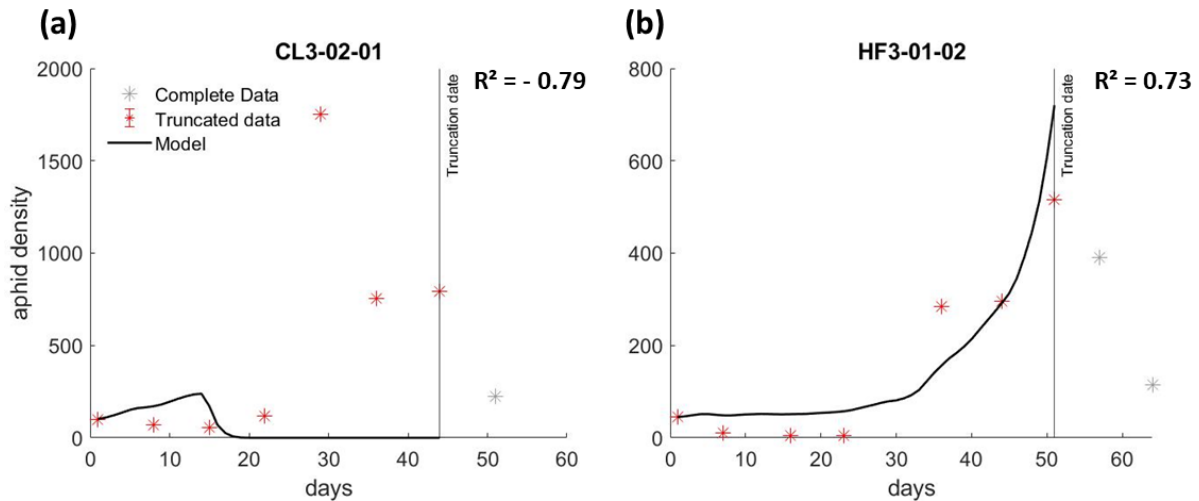 (a)
CL3-02-01
R² = - 0.79
2000
1500
1000
500
0
aphid density
Complete Data
Truncated data
Model
Truncation date
0 10 20 30 40 50 60
days
(b)
HF3-01-02
R² = 0.73
800
600
400
200
0
Truncation date
0 10 20 30 40 50 60
days